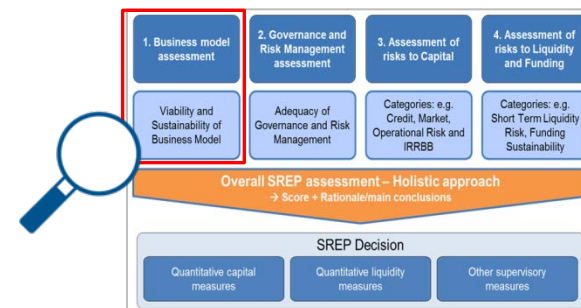 1. Business model
assessment
2. Governance and
Risk Management
assessment
3. Assessment of
risks to Capital
4. Assessment of
risks to Liquidity
and Funding
Viability and
Sustainability of
Business Model
Adequacy of
Governance and Risk
Management
Categories: e.g.
Credit, Market,
Operational Risk and
IRRBB
Categories: e.g.
Short Term Liquidity
Risk, Funding
Sustainability
Overall SREP assessment – Holistic approach
→ Score + Rationale/main conclusions
SREP Decision
Quantitative capital
measures
Quantitative liquidity
measures
Other supervisory
measures